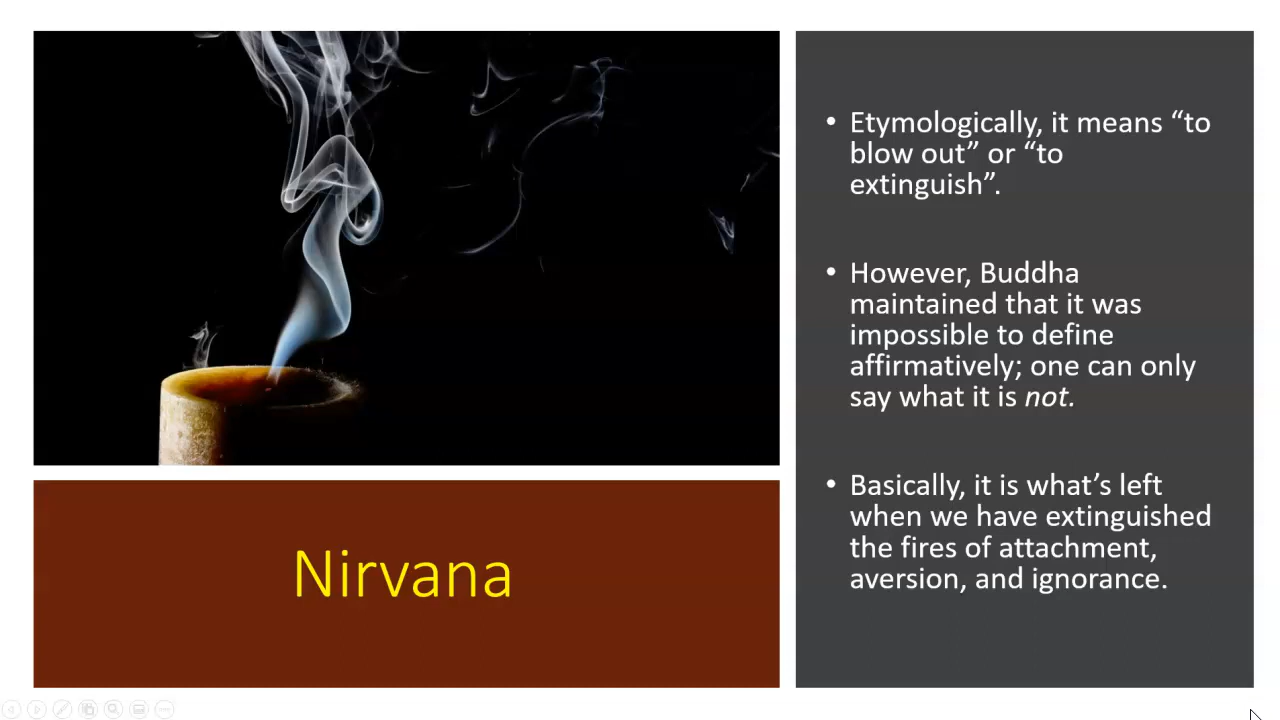 Nirvana
• Etymologically, it means “to
blow out” or “to
extinguish”.
• However, Buddha
maintained that it was
impossible to define
affirmatively; one can only
say what it is not.
• Basically, it is what’s left
when we have extinguished
the fires of attachment,
aversion, and ignorance.